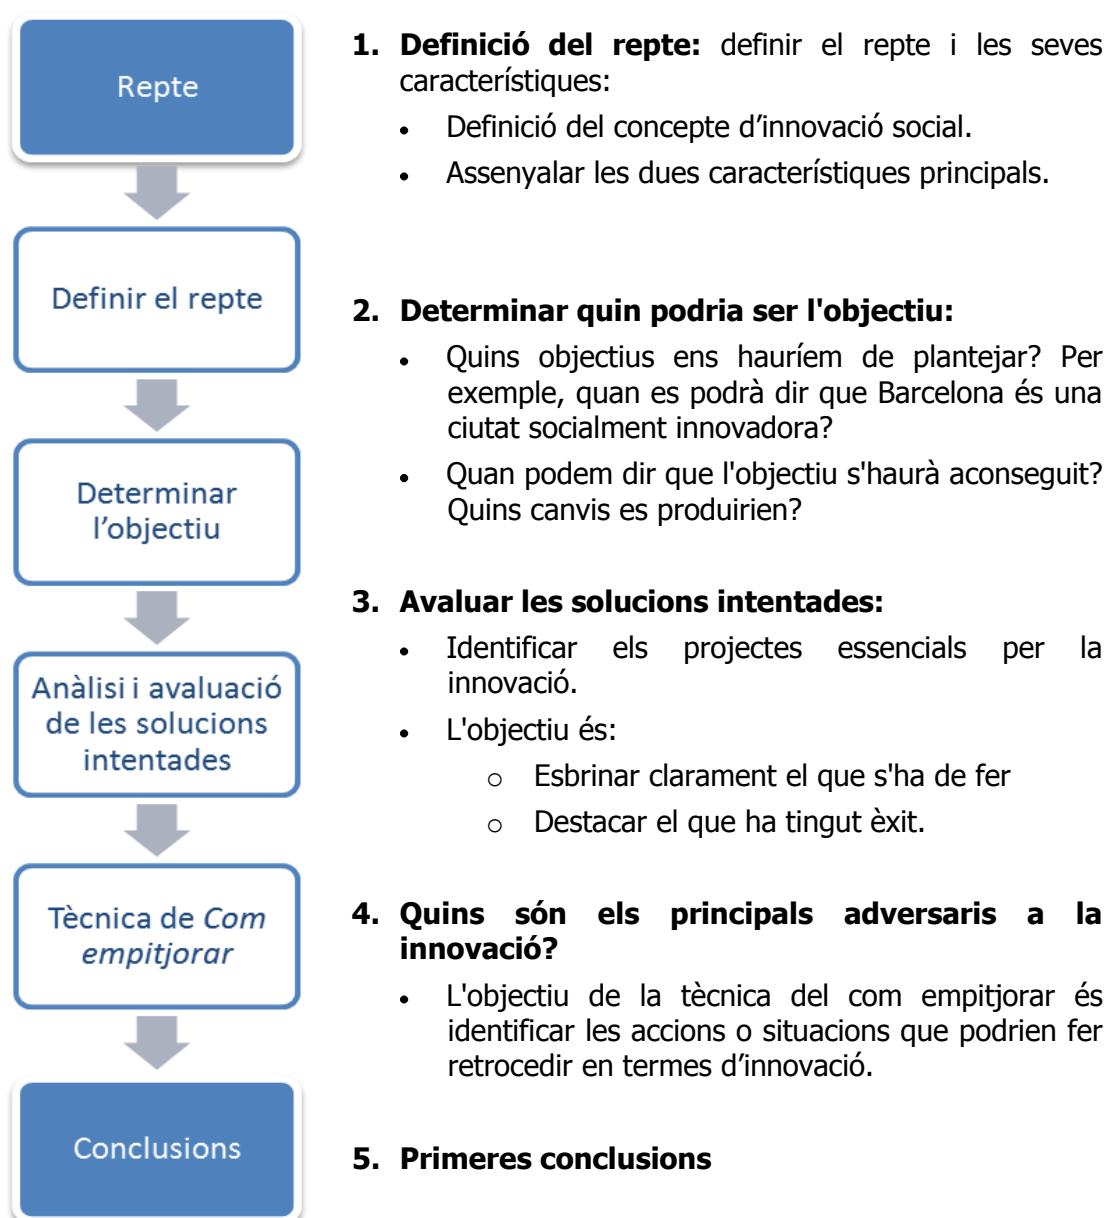 Repte
Definir el repte
Determinar
l’objectiu
Anàlisi i avaluació
de les solucions
intentades
Tècnica de Com
empitjorar
Conclusions
1. Definició del repte: definir el repte i les seves
característiques:
• Definició del concepte d’innovació social.
• Assenyalar les dues característiques principals.
2. Determinar quin podria ser l'objectiu:
• Quins objectius ens hauríem de plantejar? Per
exemple, quan es podrà dir que Barcelona és una
ciutat socialment innovadora?
• Quan podem dir que l'objectiu s'haurà aconseguit?
Quins canvis es produirien?
3. Avaluar les solucions intentades:
• Identificar els projectes essencials per la
innovació.
• L'objectiu és:
o Esbrinar clarament el que s'ha de fer
o Destacar el que ha tingut èxit.
4. Quins són els principals adversaris a la
innovació?
• L'objectiu de la tècnica del com empitjorar és
identificar les accions o situacions que podrien fer
retrocedir en termes d’innovació.
5. Primeres conclusions